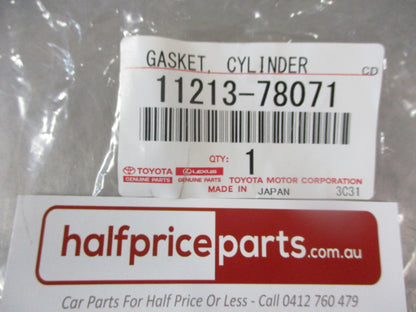 GASKET, CYLINDER CD
11213-78071
QTY: 1
TOYOTA LEXUS
GENUINE PARTS GENUINE PARTS TOYOTA MOTOR CORPORATION
MADE IN JAPAN 3C31
halfpriceparts.com.au
Car Parts For Half Price Or Less - Call 0412 760 479